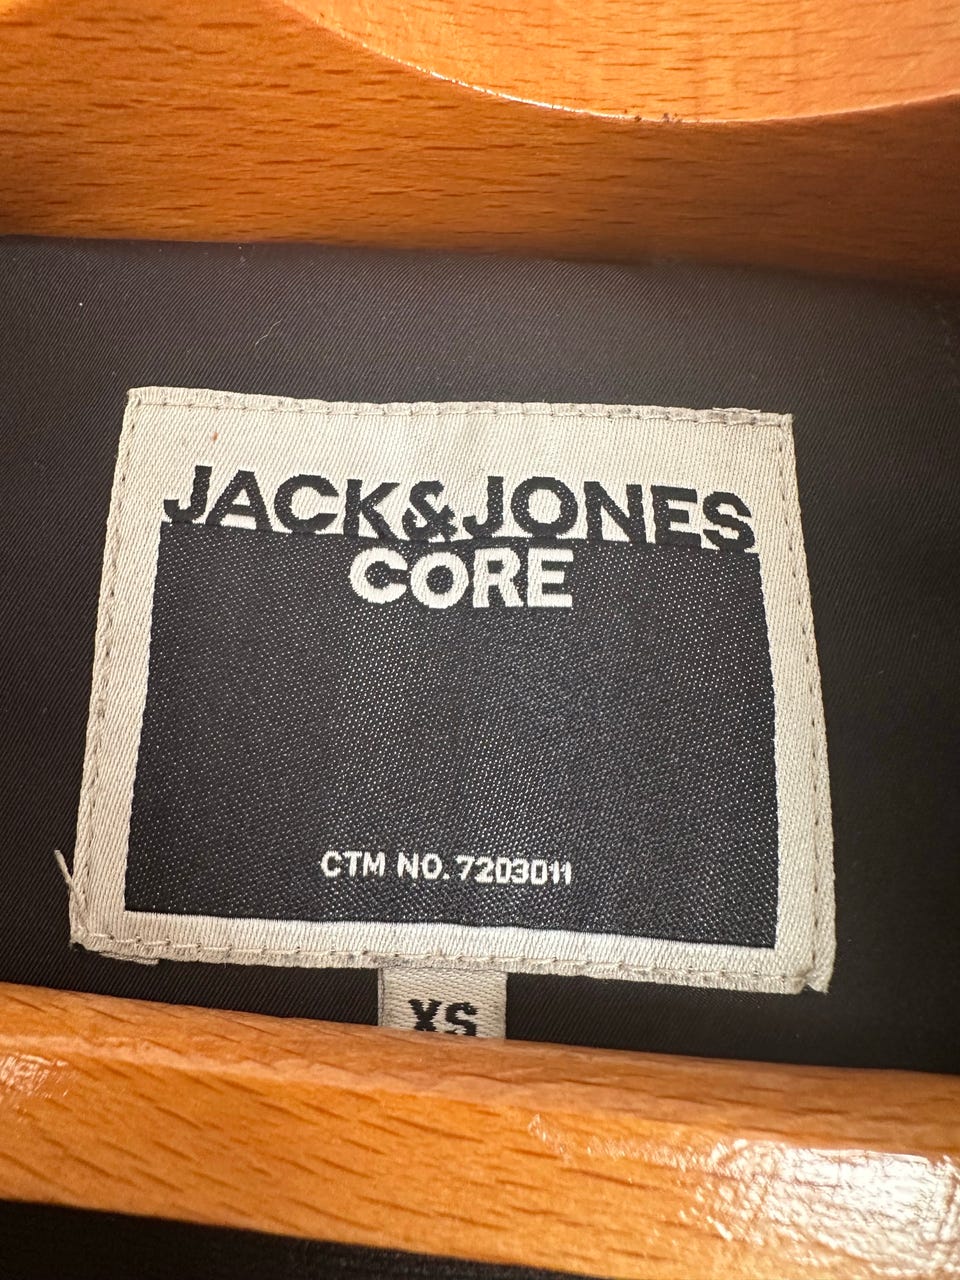 JACK&JONES
CORE
CTM NO. 7203011
XS